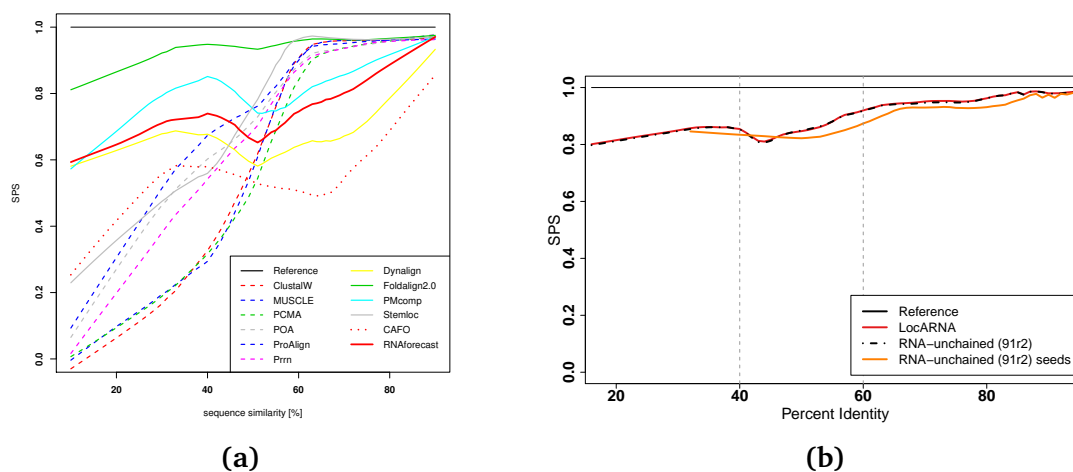 SPS
1.0
0.8
0.6
0.4
0.2
0.0
20
40
60
80
sequence similarity [%]
Reference
ClustalW
MUSCLE
PCMA
POA
ProAlign
Prrn
Dynalign
Foldalign2.0
PMcomp
Stemloc
CAFO
RNAforecast
(a)
SPS
1.0
0.8
0.6
0.4
0.2
0.0
20
40
60
80
Percent Identity
Reference
LocARNA
RNA-unchained (91r2)
RNA-unchained (91r2) seeds
(b)